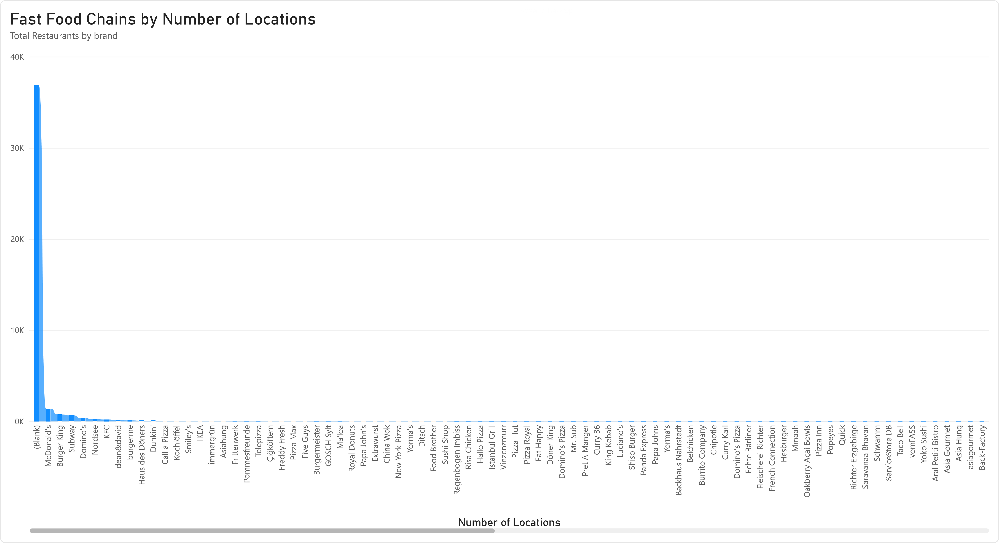 Fast Food Chains by Number of Locations
Total Restaurants by brand
40K
30K
20K
10K
0K
(Blank)
McDonald's
Burger King
Subway
Domino's
Nordsee
KFC
dean&david
burgerme
Haus des Döners
Dunkin'
Call a Pizza
Kochlöffel
Smiley's
IKEA
immergrün
Asiahung
Frittenwerk
Pommesfreunde
Telepizza
Çiğköftem
Freddy Fresh
Pizza Max
Five Guys
Burgermeister
GOSCH Sylt
Ma'loa
Royal Donuts
Papa John's
Extrawurst
China Wok
New York Pizza
Yorma's
Ditsch
Food Brother
Sushi Shop
Regenbogen Imbiss
Risa Chicken
Hallo Pizza
Istanbul Grill
Vinzenzmurr
Pizza Hut
Pizza Royal
Eat Happy
Döner King
Domino's Pizza
Mr. Sub
Pret A Manger
Curry 36
King Kebab
Luciano's
Shiso Burger
Panda Express
Papa Johns
Yorma’s
Backhaus Nahrstedt
Belchicken
Burrito Company
Chipotle
Curry Karl
Domino’s Pizza
Echte Bärliner
Fleischerei Richter
French Connection
Hesburger
Mmaah
Oakberry Açaí Bowls
Pizza Inn
Popeyes
Quick
Richter Erzgebirge
Saravanaa Bhavan
Schwamm
ServiceStore DB
Taco Bell
vomFASS
Yoko Sushi
Aral Petiti Bistro
Asia Gourmet
Asia Hung
asiagourmet
Back-Factory
Number of Locations